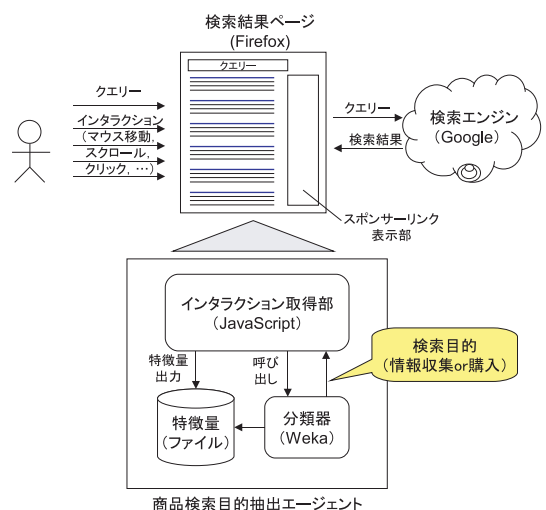 検索結果ページ
(Firefox)
クエリー
クエリー
インタラクション
(マウス移動,
スクロール,
クリック, …)
クエリー
検索結果
検索エンジン
(Google)
スポンサーリンク
表示部
インタラクション取得部
(JavaScript)
特徴量
出力
呼び
出し
検索目的
(情報収集or購入)
特徴量
(ファイル)
分類器
(Weka)
商品検索目的抽出エージェント